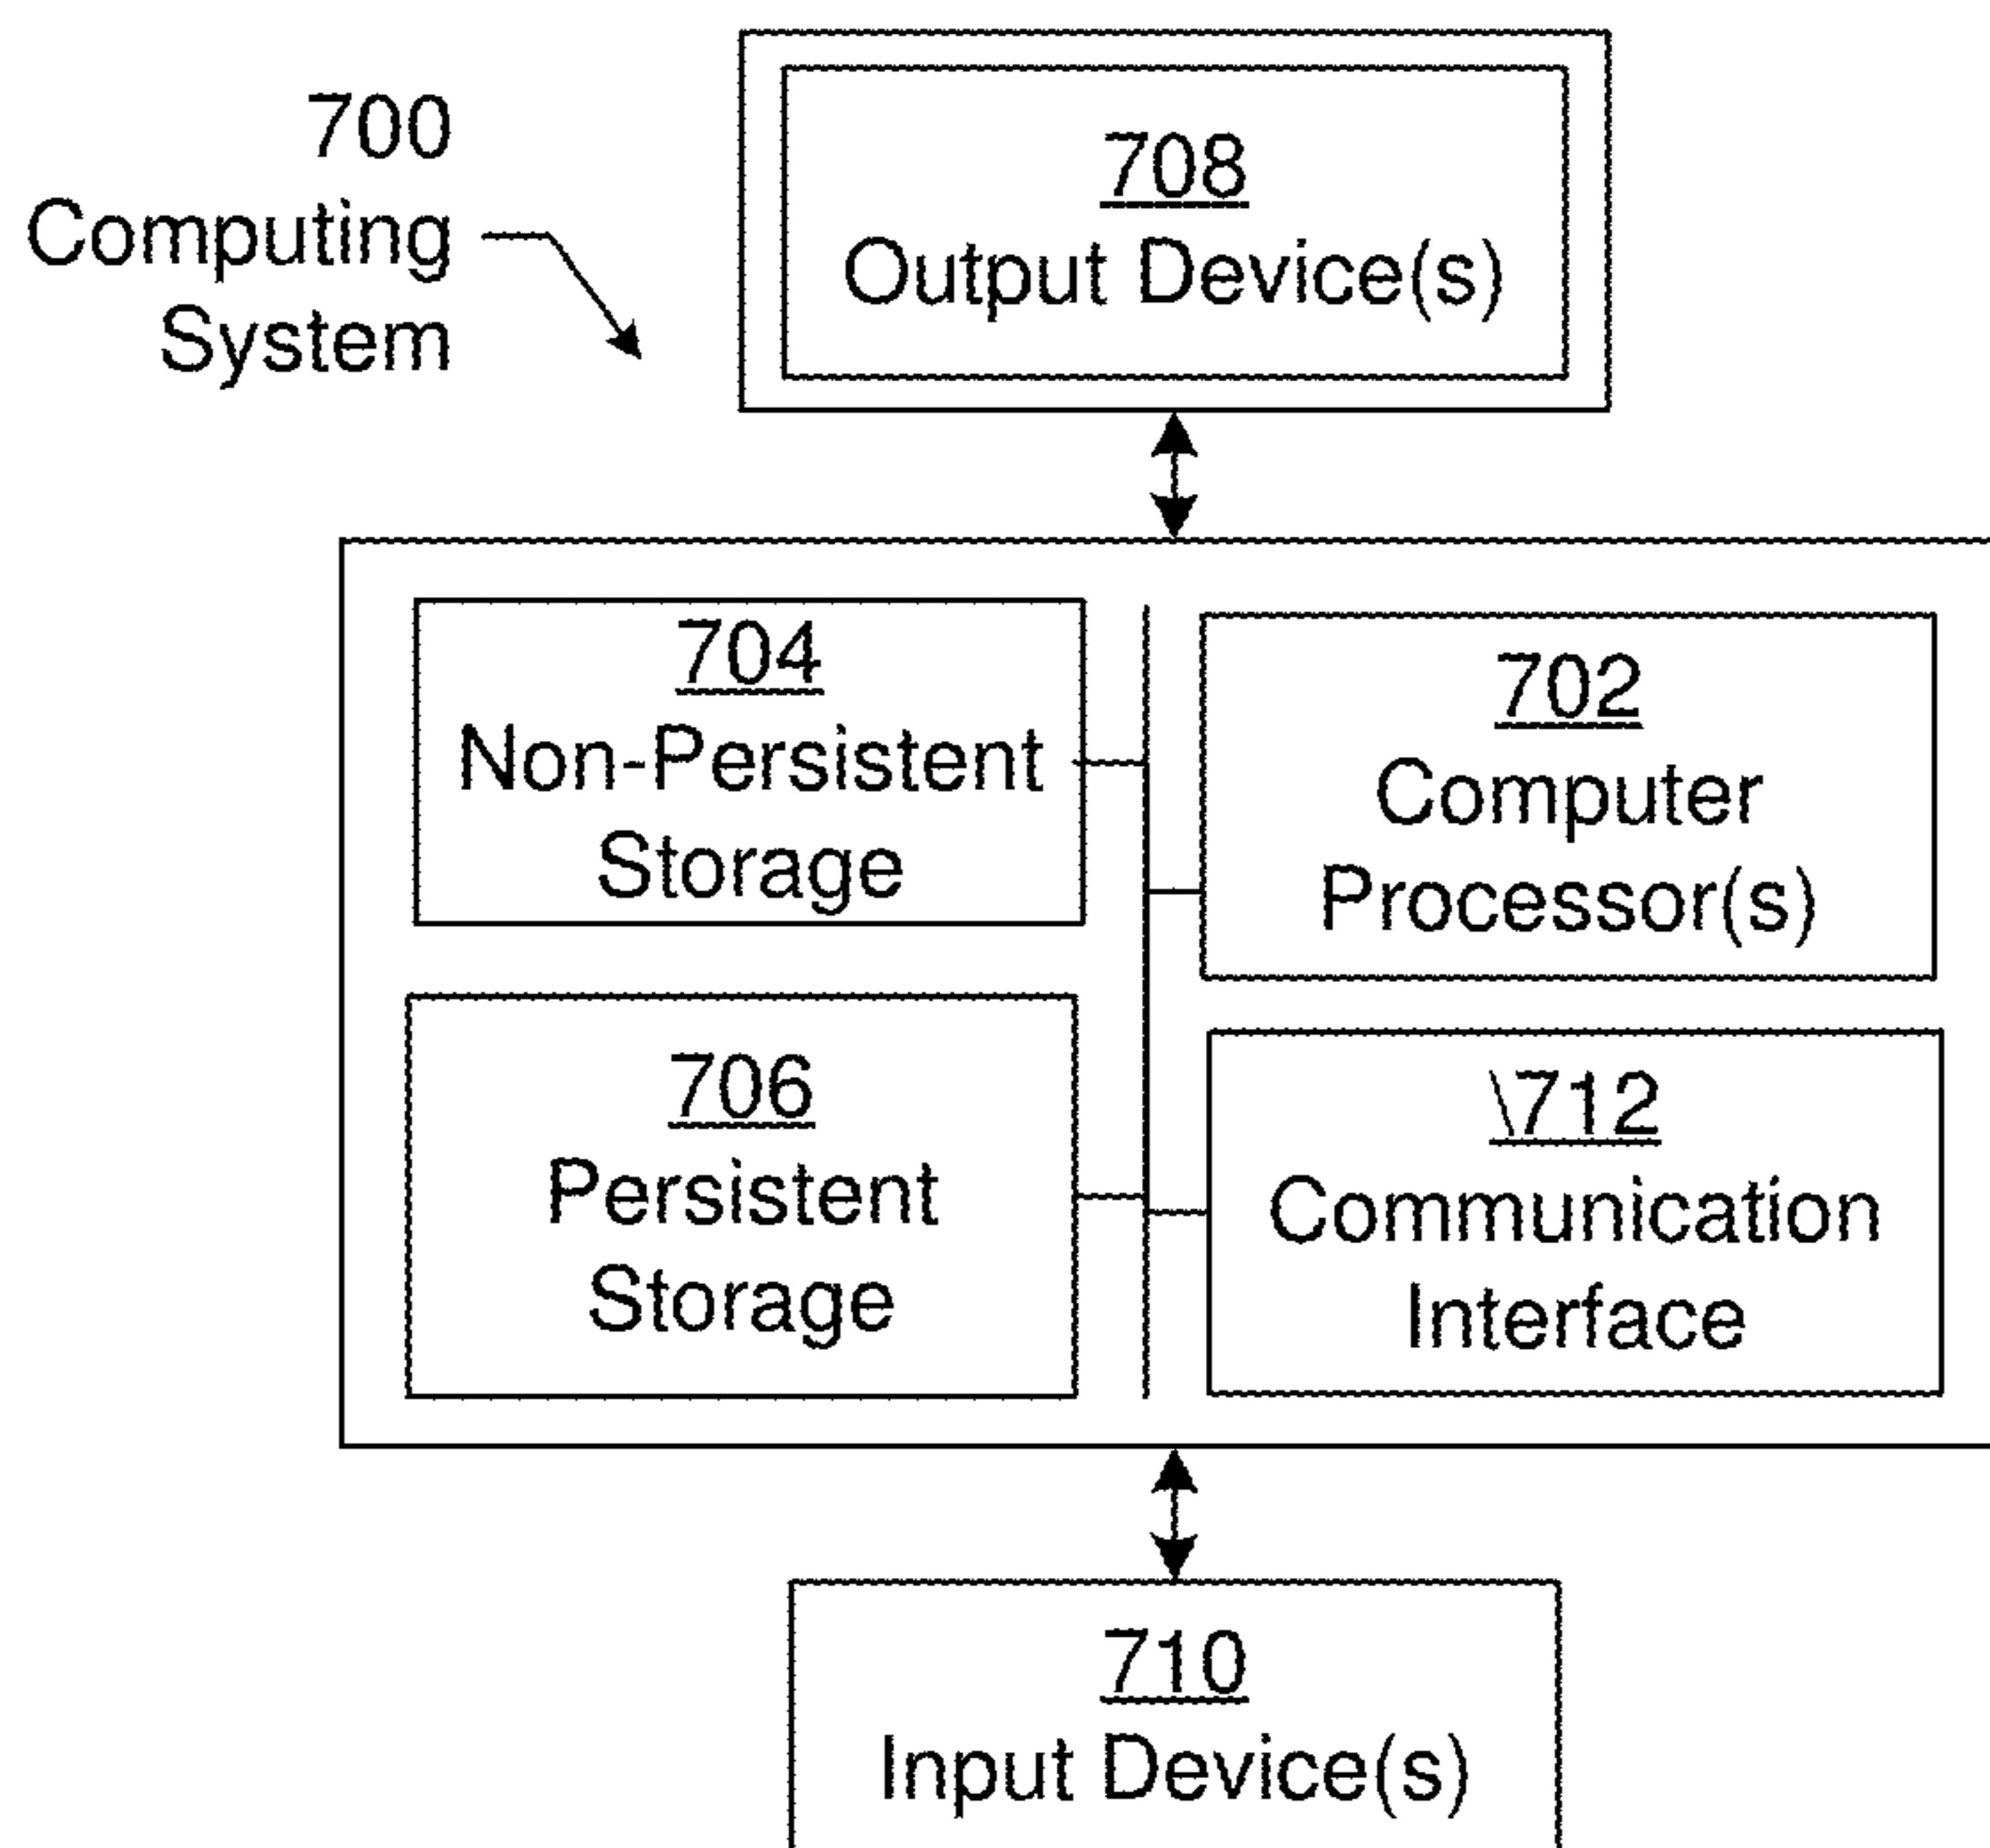 700
Computing
System
708
Output Device(s)
704
Non-Persistent
Storage
702
Computer
Processor(s)
706
Persistent
Storage
\712
Communication
Interface
710
Input Device(s)